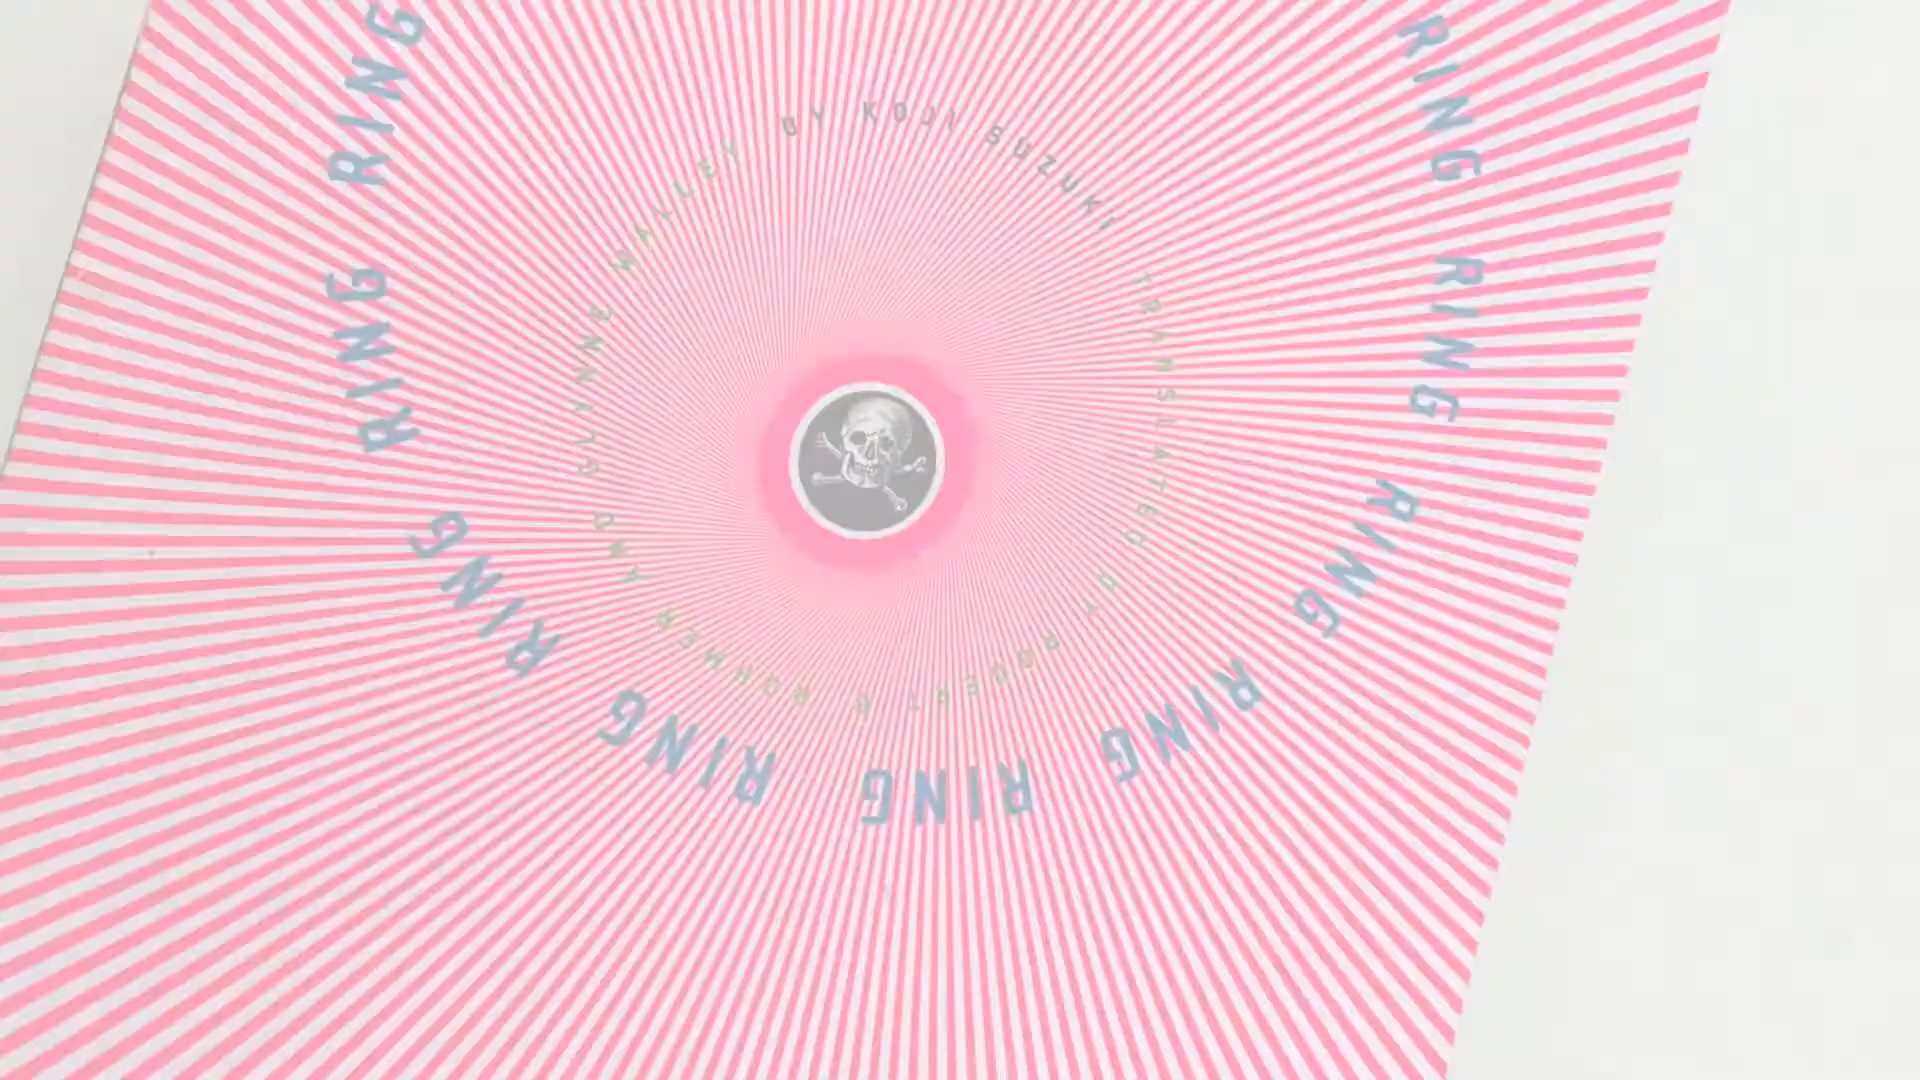 RING RING RING RING RING RING RING RING RING
BY KOJI SUZUKI TRANSLATED BY ROBERT B ROHMER AND GLYNNE WALLEY